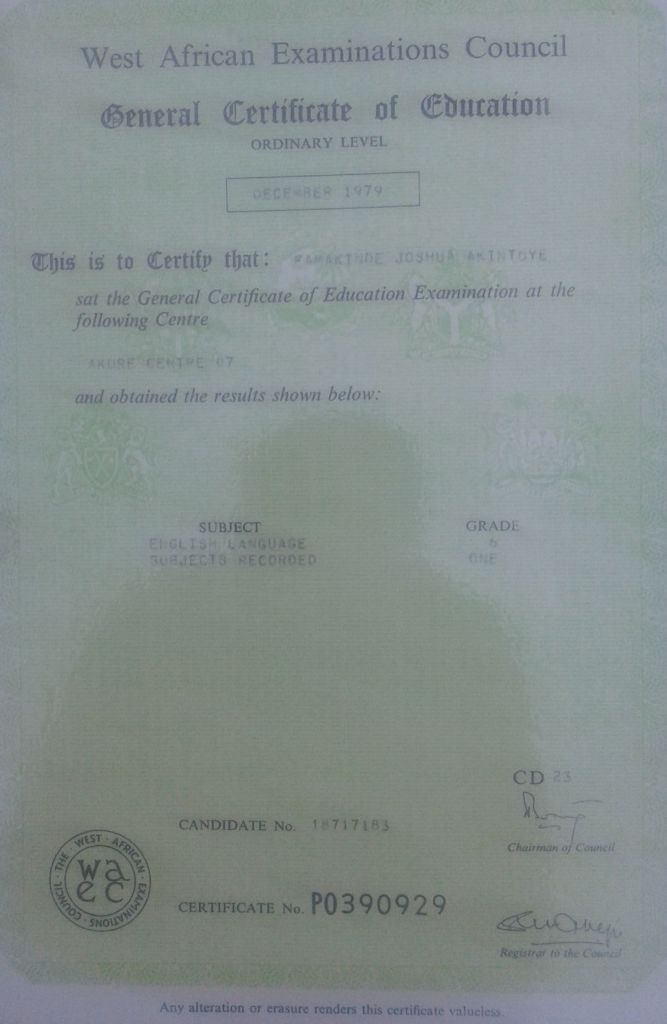 West African Examinations Council
General Certificate of Education
ORDINARY LEVEL
DECEMBER 1979
This is to Certify that: JOSHUA AKINTOYE
sat the General Certificate of Education Examination at the
following Centre
AKURE CENTRE 07
and obtained the results shown below:
SUBJECT GRADE
ENGLISH LANGUAGE 6
SUBJECTS RECORDED ONE
CD 23
CANDIDATE No. 18717183
Chairman of Council
THE · WEST · AFRICAN · EXAMINATIONS · COUNCIL ·
waec
CERTIFICATE No. P0390929
Registrar to the Council
Any alteration or erasure renders this certificate valueless.